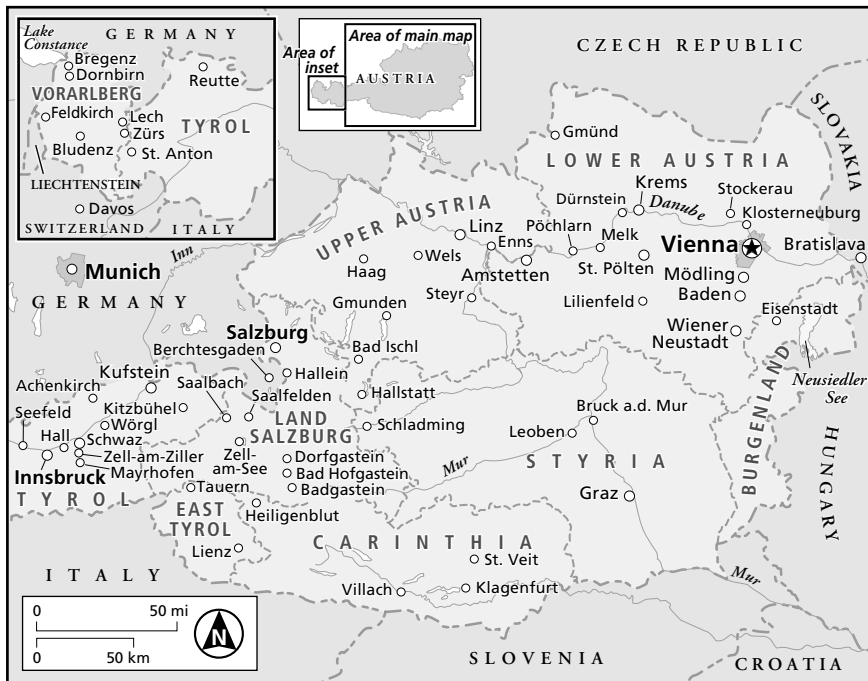 Lake
Constance
GERMANY
Bregenz
Dornbirn
VORARLBERG
Feldkirch
Lech
Zürs
Bludenz
St. Anton
Reutte
TYROL
LIECHTENSTEIN
Davos
SWITZERLAND
ITALY
Area of main map
Area of
inset
AUSTRIA
CZECH REPUBLIC
SLOVAKIA
Gmünd
LOWER AUSTRIA
Krems
Stockerau
Dürnstein
Danube
Klosterneuburg
UPPER AUSTRIA
Linz
Enns
Pöchlarn
Melk
Vienna
Bratislava
Inn
Wels
Haag
Amstetten
St. Pölten
Mödling
Munich
Steyr
Lilienfeld
Baden
GERMANY
Gmunden
Eisenstadt
Salzburg
Wiener
Neustadt
Berchtesgaden
Bad Ischl
Kufstein
Hallein
Neusiedler
See
Achenkirch
Saalbach
Saalfelden
Hallstatt
Kitzbühel
Seefeld
Wörgl
LAND
SALZBURG
Schladming
Bruck a.d. Mur
Hall
Schwaz
Leoben
Zell-am-Ziller
Zell-
am-See
Dorfgastein
Mur
STYRIA
BURGENLAND
HUNGARY
Innsbruck
Mayrhofen
Bad Hofgastein
TYROL
Tauern
Badgastein
Graz
EAST
TYROL
Heiligenblut
Lienz
CARINTHIA
St. Veit
ITALY
Villach
Klagenfurt
Mur
0
50 mi
0
50 km
N
SLOVENIA
CROATIA